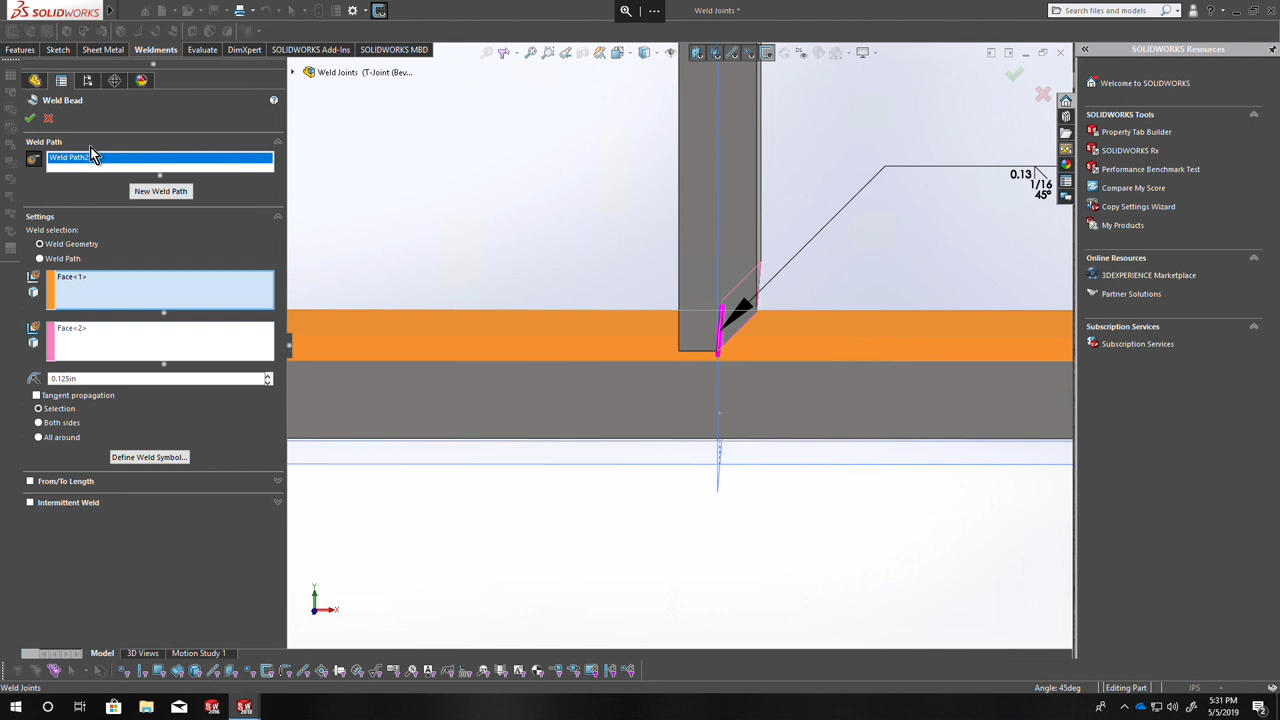 SOLIDWORKS
Weld Joints *
Search files and models
Features
Sketch
Sheet Metal
Weldments
Evaluate
DimXpert
SOLIDWORKS Add-Ins
SOLIDWORKS MBD
SOLIDWORKS Resources
Weld Joints (T-Joint (Bev...
Weld Bead
Weld Path
Weld Path2
New Weld Path
Settings
Weld selection:
Weld Geometry
Weld Path
Face<1>
Face<2>
0.125in
Tangent propagation
Selection
Both sides
All around
Define Weld Symbol...
From/To Length
Intermittent Weld
0.13
1/16
45°
Y
X
Welcome to SOLIDWORKS
SOLIDWORKS Tools
Property Tab Builder
SOLIDWORKS Rx
Performance Benchmark Test
Compare My Score
Copy Settings Wizard
My Products
Online Resources
3DEXPERIENCE Marketplace
Partner Solutions
Subscription Services
Subscription Services
Model
3D Views
Motion Study 1
Weld Joints
Angle: 45deg
Editing Part
IPS
5:31 PM
5/5/2019